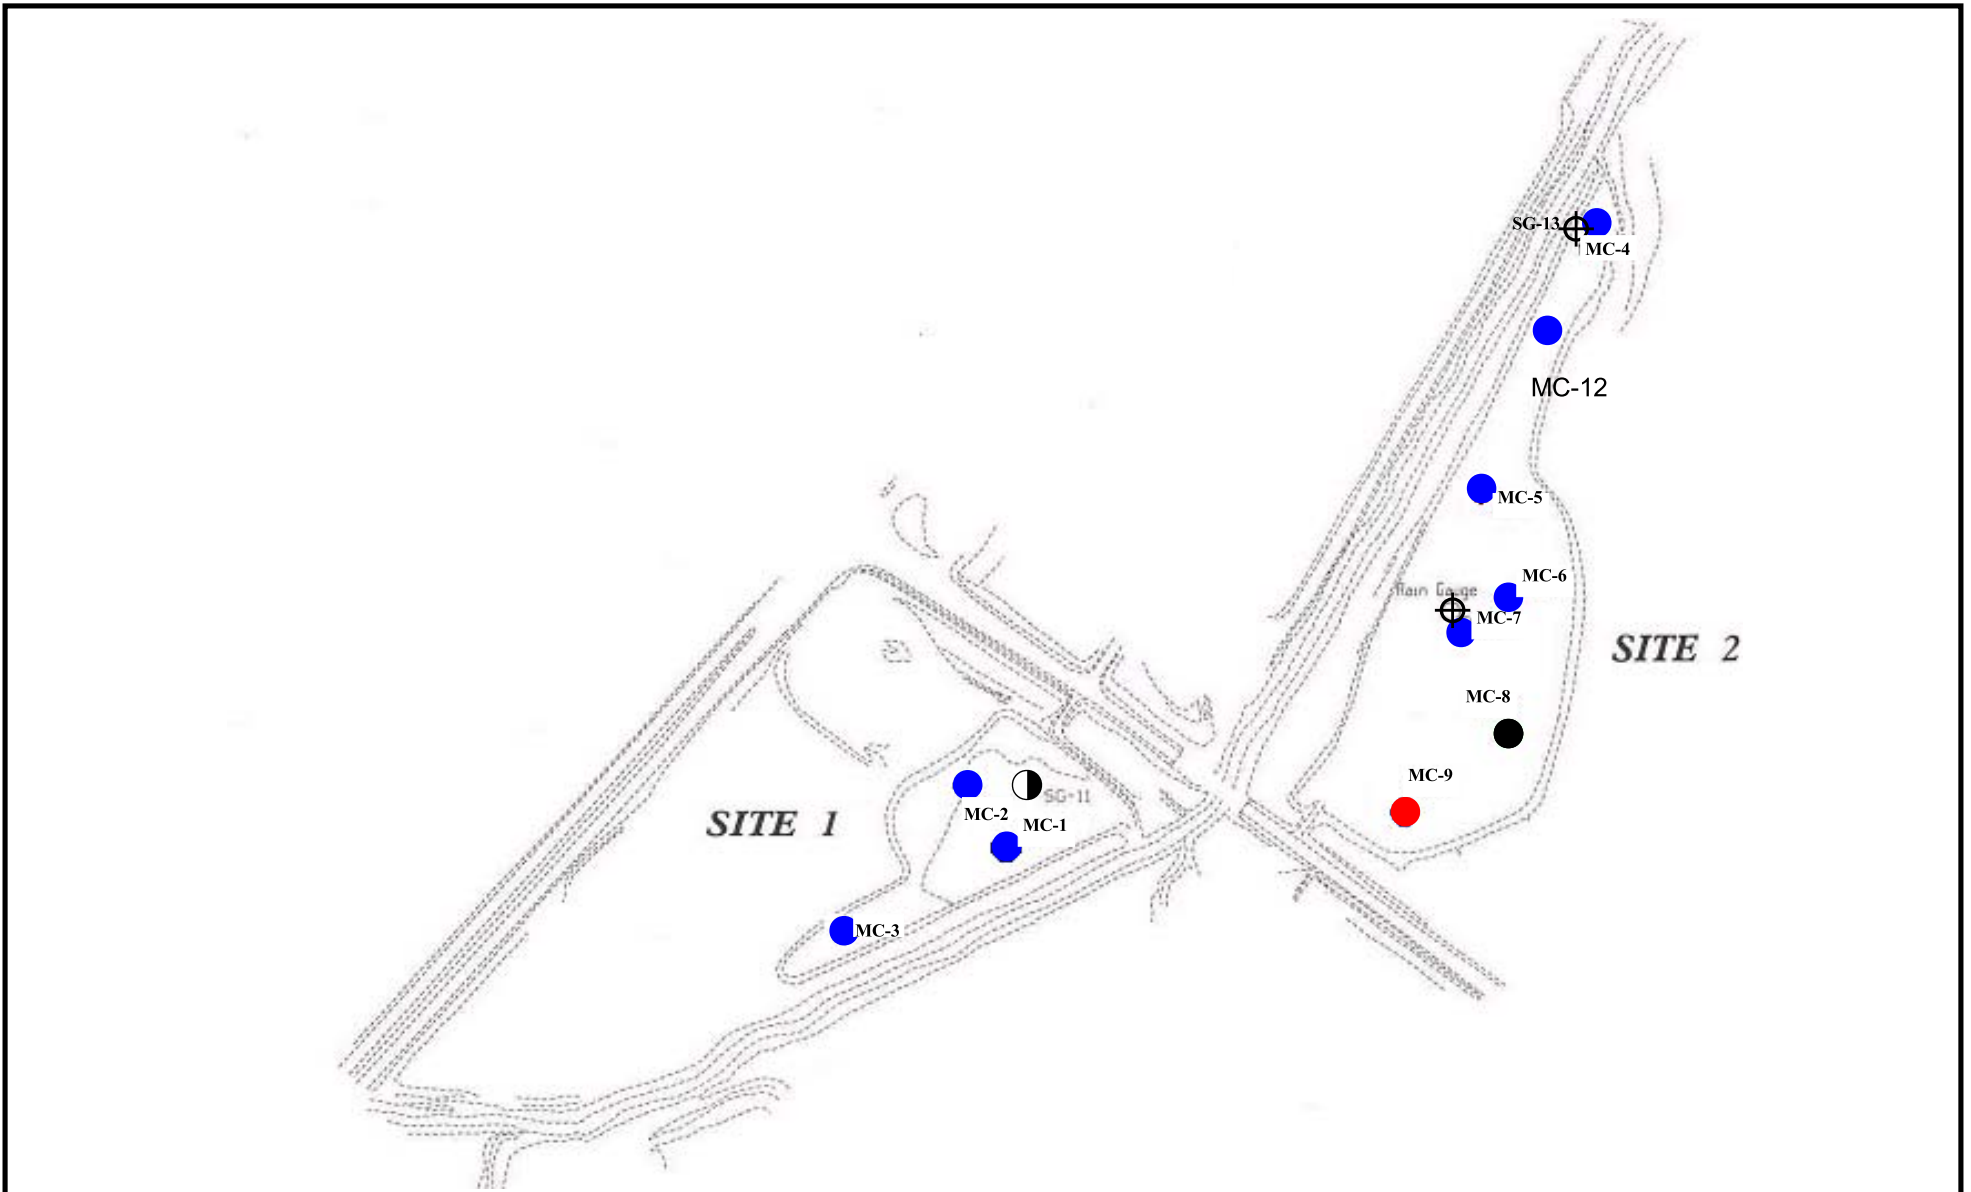 SG-13
MC-4
MC-12
MC-5
MC-6
Rain Gauge
MC-7
SITE 2
MC-8
MC-9
SG-11
MC-2
MC-1
SITE 1
MC-3